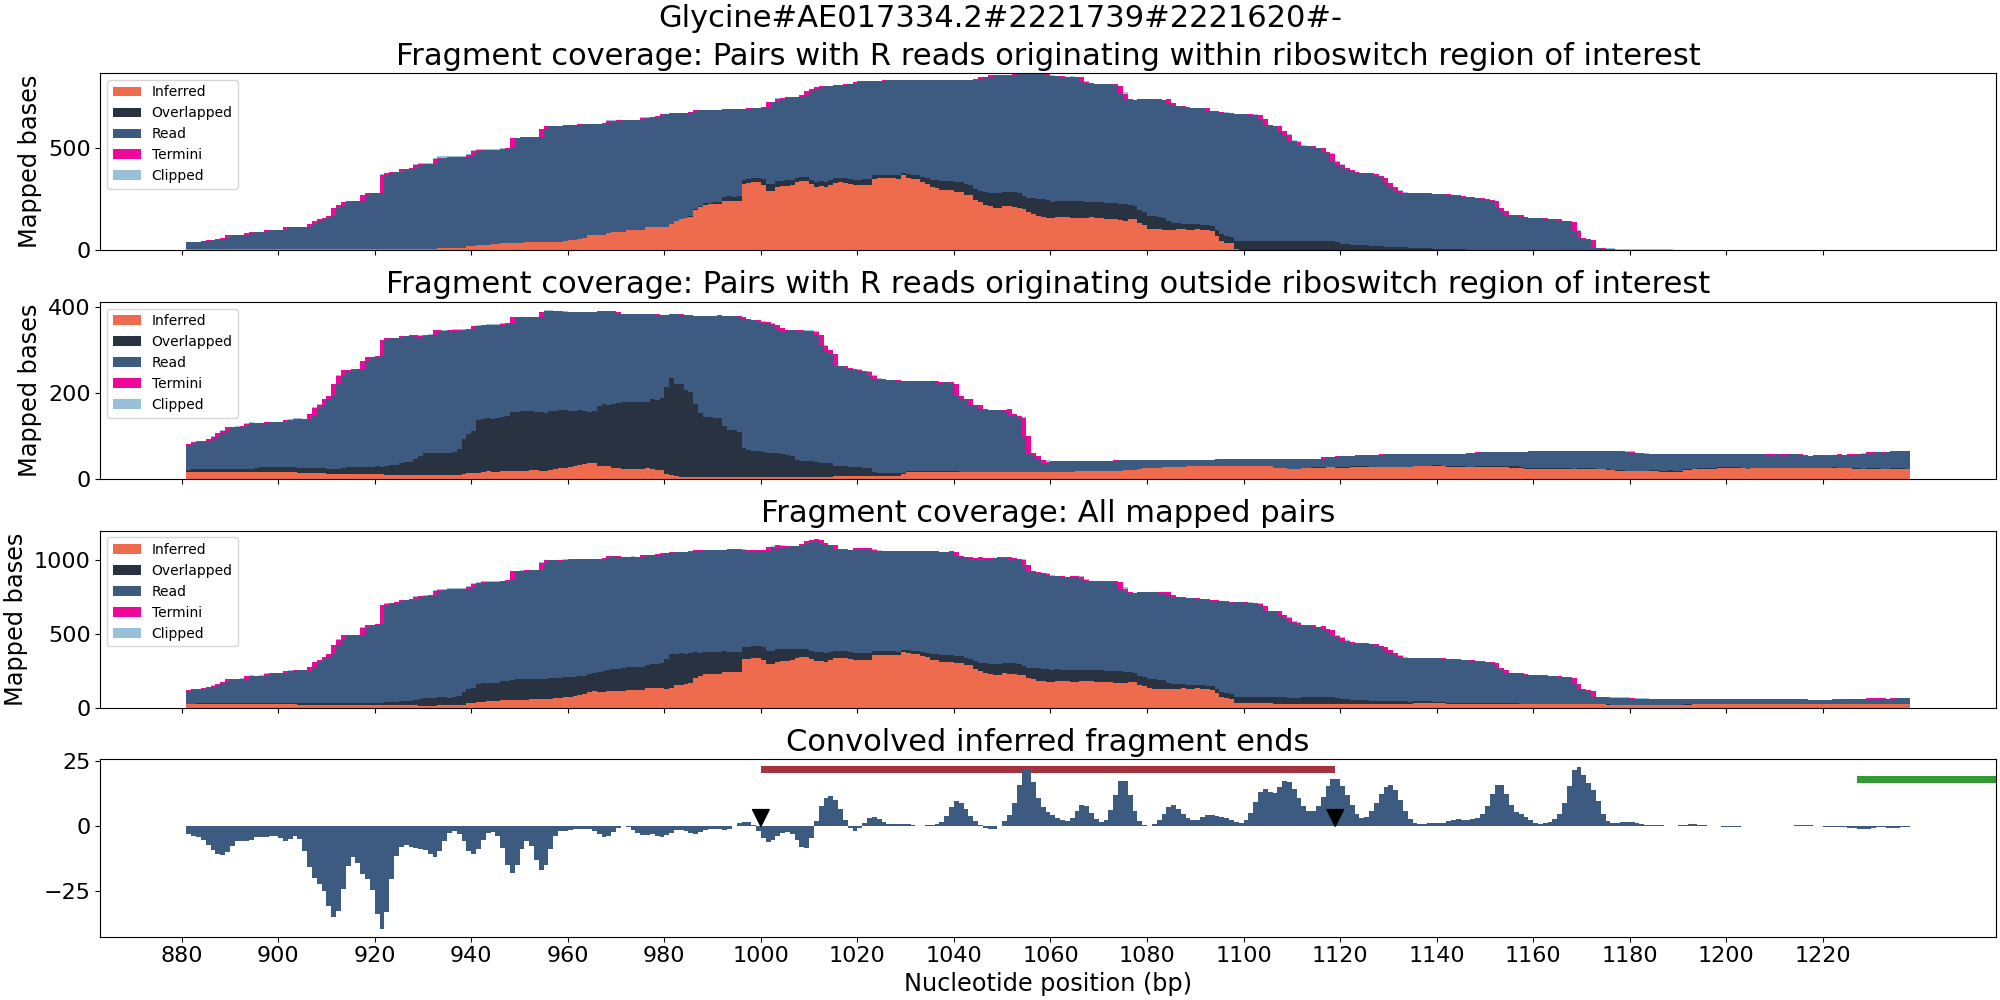 Glycine#AE017334.2#2221739#2221620#-
Fragment coverage: Pairs with R reads originating within riboswitch region of interest
Mapped bases
500
0
Inferred
Overlapped
Read
Termini
Clipped
Fragment coverage: Pairs with R reads originating outside riboswitch region of interest
Mapped bases
400
200
0
Inferred
Overlapped
Read
Termini
Clipped
Fragment coverage: All mapped pairs
Mapped bases
1000
500
0
Inferred
Overlapped
Read
Termini
Clipped
Convolved inferred fragment ends
25
0
−25
880 900 920 940 960 980 1000 1020 1040 1060 1080 1100 1120 1140 1160 1180 1200 1220
Nucleotide position (bp)